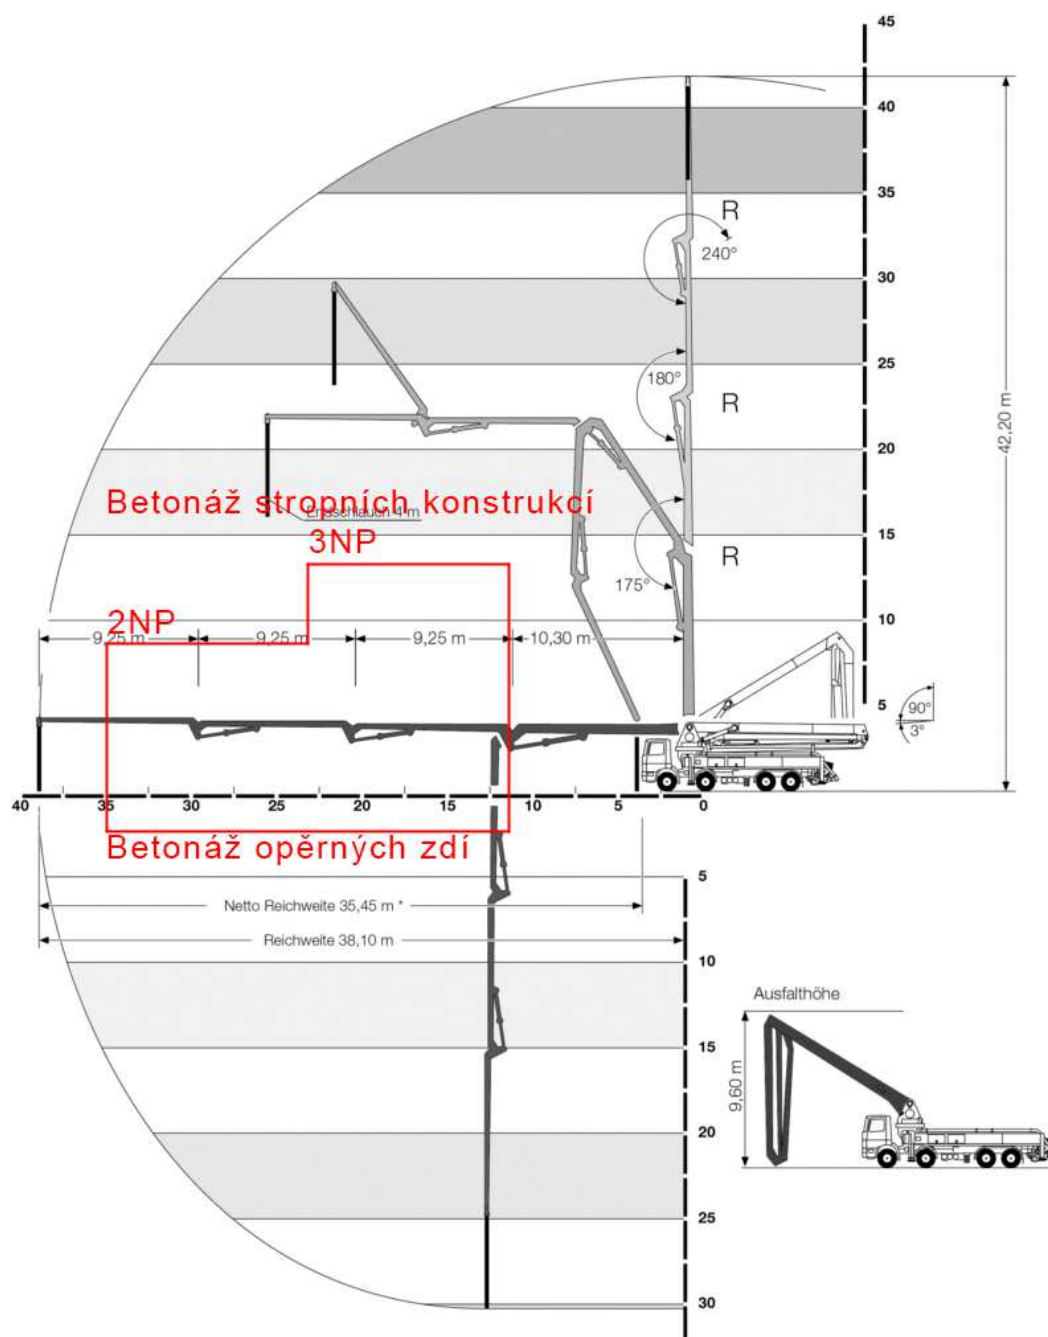 45
40
35
R
240°
30
25
180°
R
42,20 m
20
Betonáž stropních konstrukcí
Endschlauch 4 m
15
3NP
R
175°
10
2NP
9,25 m
9,25 m
9,25 m
10,30 m
5
90°
3°
40
35
30
25
20
15
10
5
0
Betonáž opěrných zdí
5
Netto Reichweite 35,45 m *
Reichweite 38,10 m
10
Ausfalthöhe
15
9,60 m
20
25
30